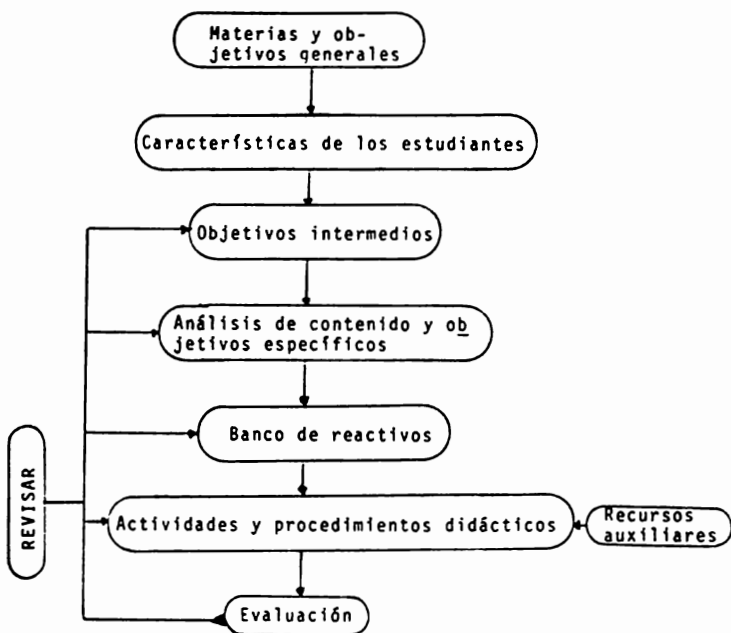 Materias y ob-
jetivos generales
Características de los estudiantes
Objetivos intermedios
Análisis de contenido y ob
jetivos específicos
Banco de reactivos
REVISAR
Actividades y procedimientos didácticos
Recursos
auxiliares
Evaluación